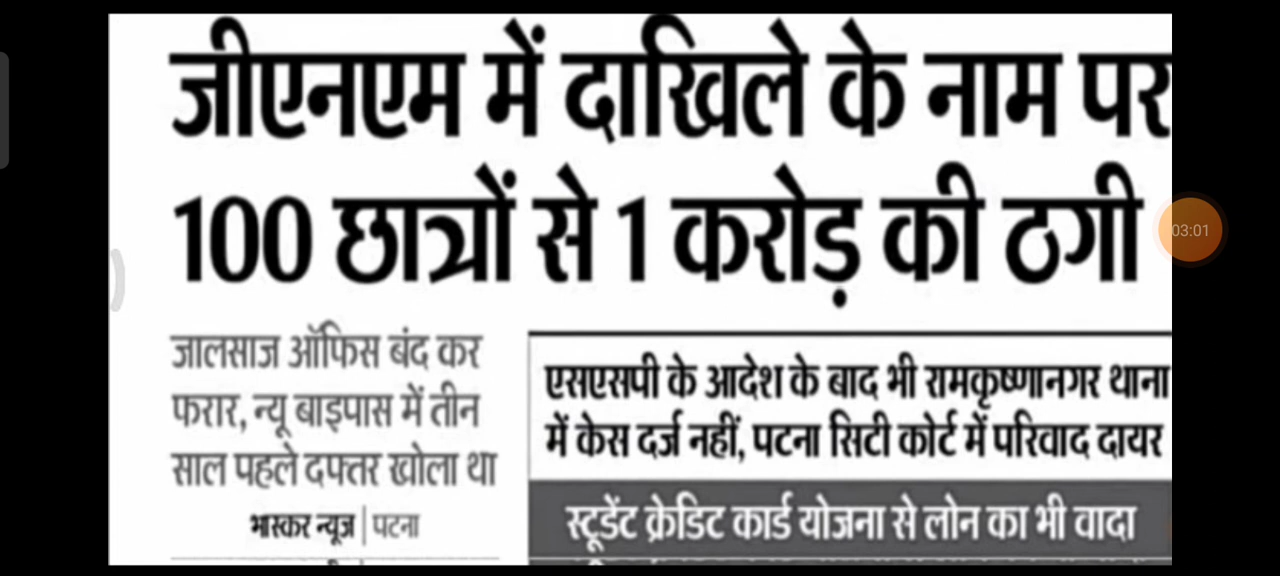 जीएनएम में दाखिले के नाम पर
100 छात्रों से 1 करोड़ की ठगी
जालसाज ऑफिस बंद कर
फरार, न्यू बाइपास में तीन
साल पहले दफ्तर खोला था
भास्कर न्यूज | पटना
एसएसपी के आदेश के बाद भी रामकृष्णानगर थाना
में केस दर्ज नहीं, पटना सिटी कोर्ट में परिवाद दायर
स्टूडेंट क्रेडिट कार्ड योजना से लोन का भी वादा
03:01